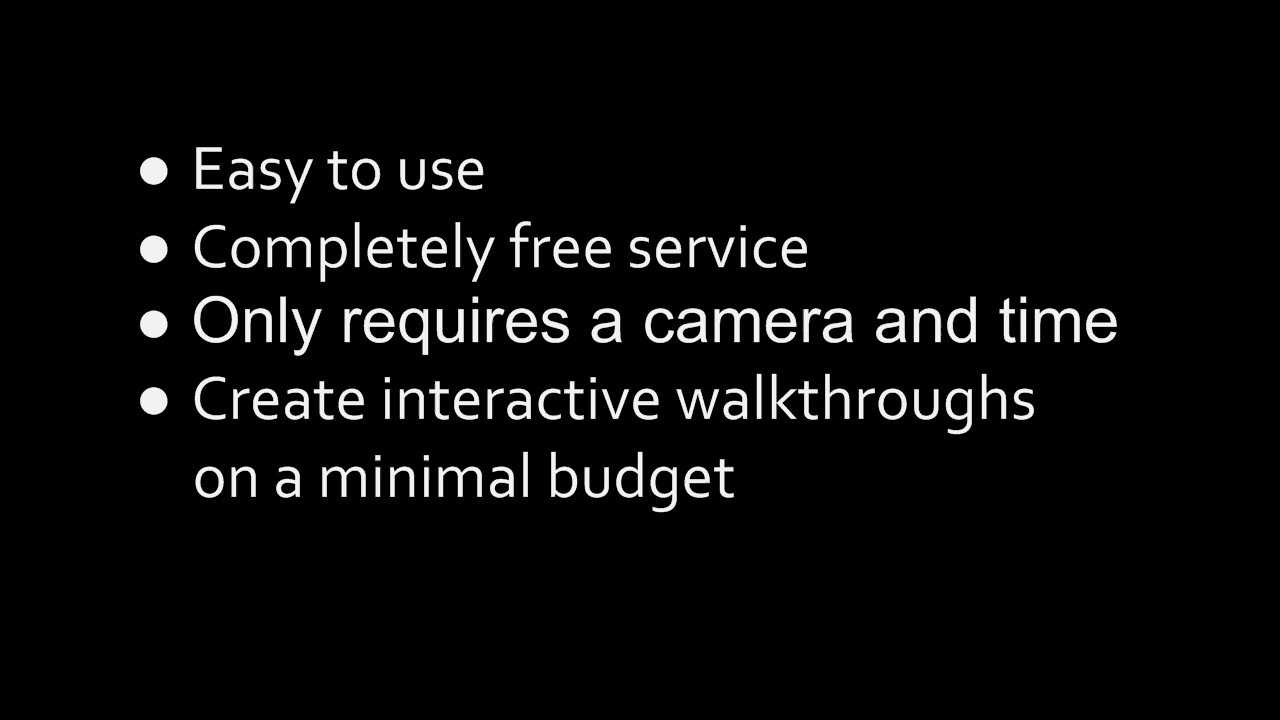 ● Easy to use
● Completely free service
● Only requires a camera and time
● Create interactive walkthroughs
on a minimal budget